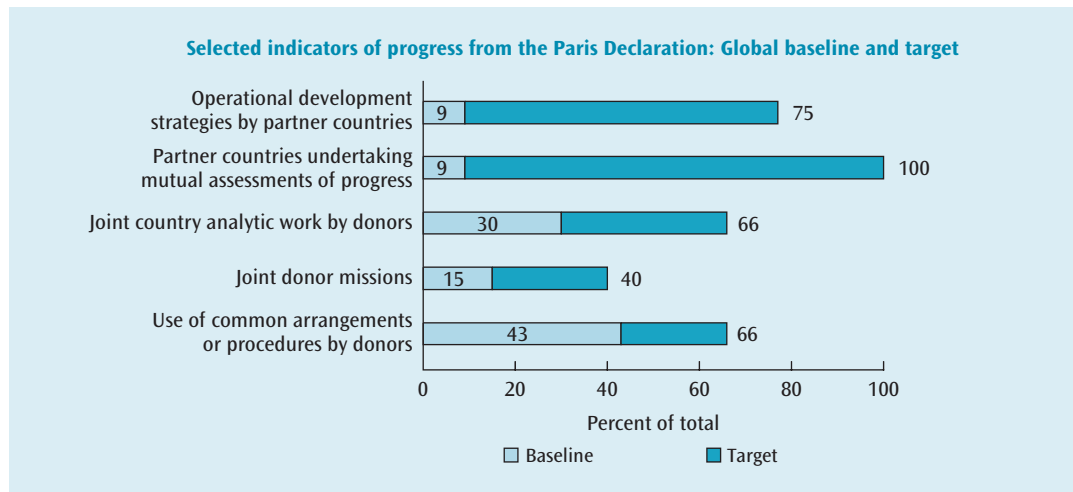 Selected indicators of progress from the Paris Declaration: Global baseline and target
Operational development
strategies by partner countries
9
75
Partner countries undertaking
mutual assessments of progress
9
100
Joint country analytic work by donors
30
66
Joint donor missions
15
40
Use of common arrangements
or procedures by donors
43
66
0 20 40 60 80 100
Percent of total
Baseline Target